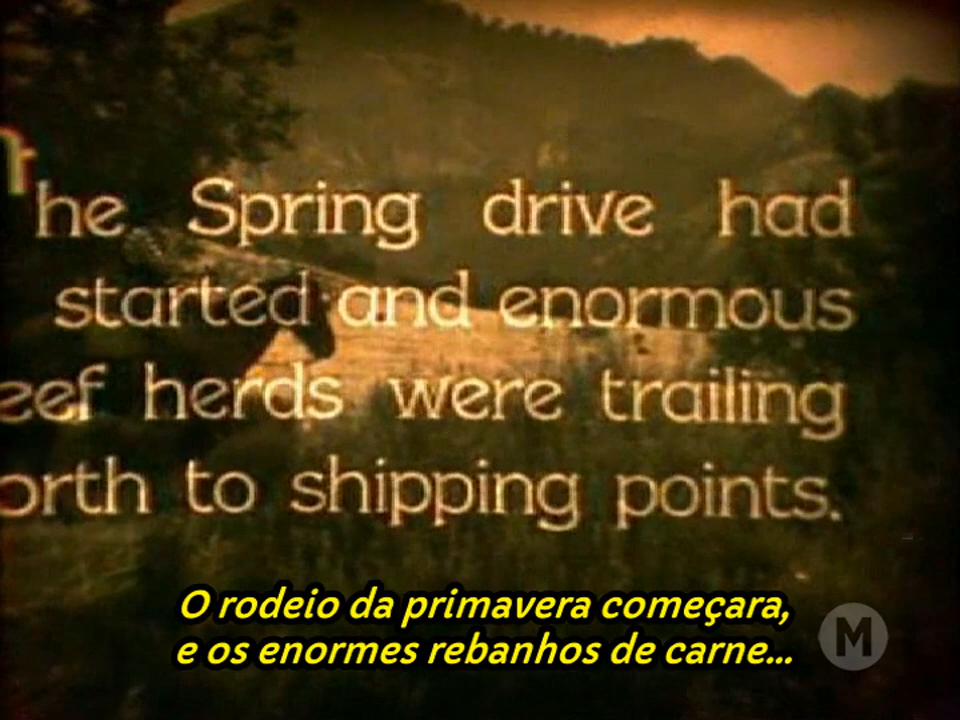 The Spring drive had
started and enormous
eef herds were trailing
orth to shipping points.
O rodeio da primavera começara,
e os enormes rebanhos de carne...
M